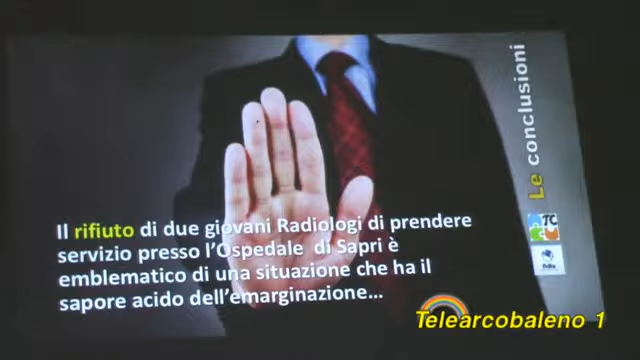 Le conclusioni
Il rifiuto di due giovani Radiologi di prendere
servizio presso l'Ospedale di Sapri è
emblematico di una situazione che ha il
sapore acido dell'emarginazione...
Telearcobaleno 1